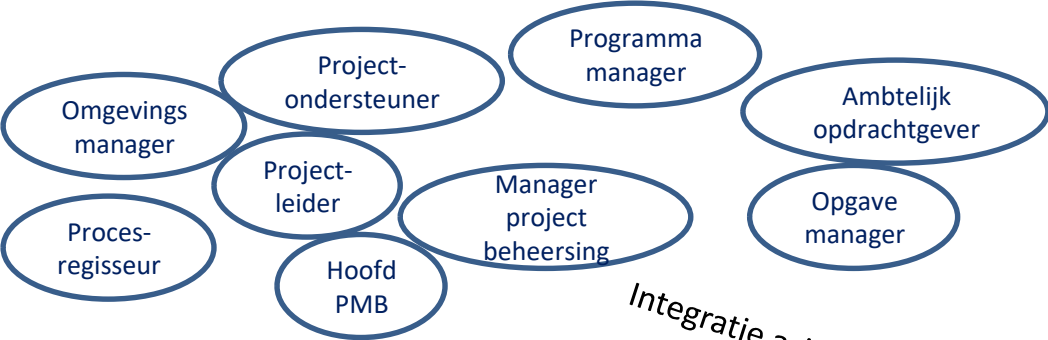 Programma
manager
Project-
ondersteuner
Ambtelijk
opdrachtgever
Omgevings
manager
Project-
leider
Manager
project
beheersing
Opgave
manager
Proces-
regisseur
Hoofd
PMB
Integratie